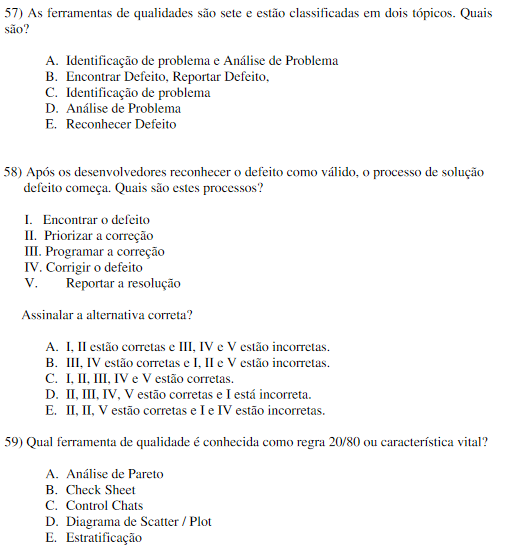 57) As ferramentas de qualidades são sete e estão classificadas em dois tópicos. Quais
são?
A. Identificação de problema e Análise de Problema
B. Encontrar Defeito, Reportar Defeito,
C. Identificação de problema
D. Análise de Problema
E. Reconhecer Defeito
58) Após os desenvolvedores reconhecer o defeito como válido, o processo de solução
defeito começa. Quais são estes processos?
I. Encontrar o defeito
II. Priorizar a correção
III. Programar a correção
IV. Corrigir o defeito
V. Reportar a resolução
Assinalar a alternativa correta?
A. I, II estão corretas e III, IV e V estão incorretas.
B. III, IV estão corretas e I, II e V estão incorretas.
C. I, II, III, IV e V estão corretas.
D. II, III, IV, V estão corretas e I está incorreta.
E. II, II, V estão corretas e I e IV estão incorretas.
59) Qual ferramenta de qualidade é conhecida como regra 20/80 ou característica vital?
A. Análise de Pareto
B. Check Sheet
C. Control Chats
D. Diagrama de Scatter / Plot
E. Estratificação